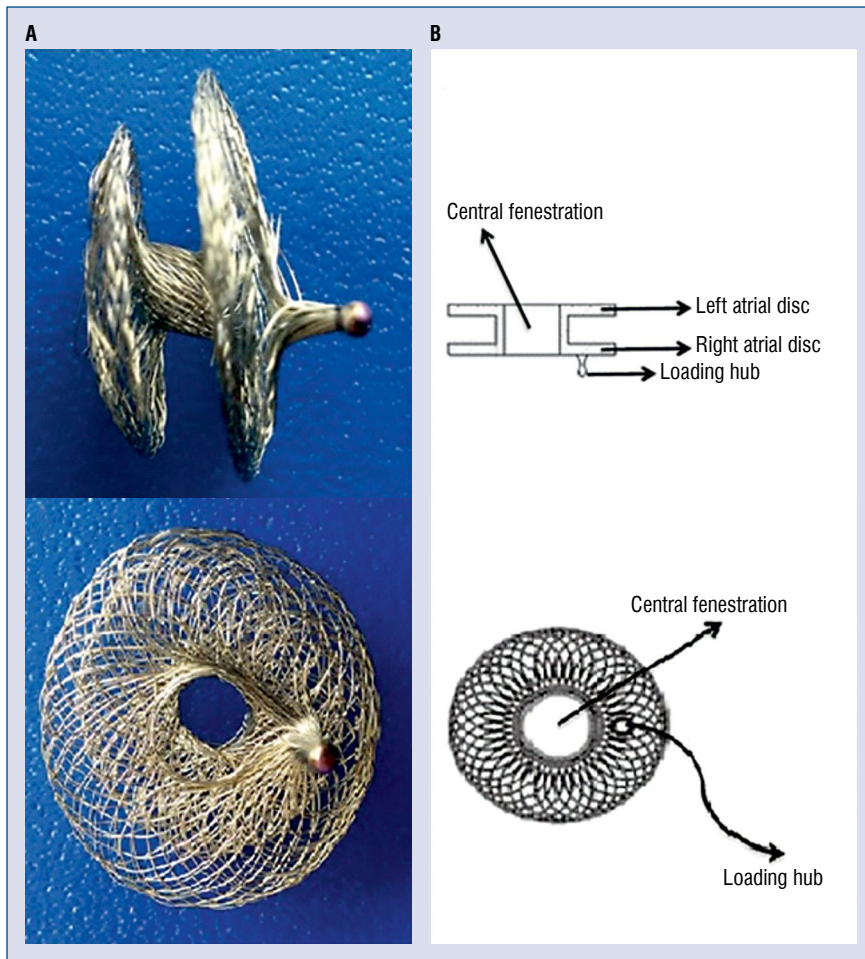 A
B
Central fenestration
Left atrial disc
Right atrial disc
Loading hub
Central fenestration
Loading hub